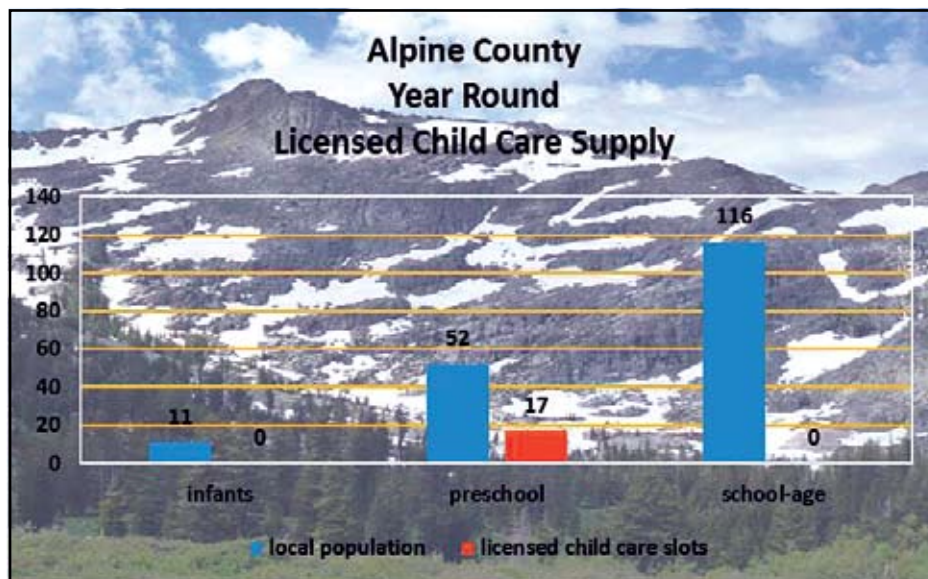 Alpine County
Year Round
Licensed Child Care Supply
140
120
100
80
60
40
20
0
11
0
52
17
116
0
infants preschool school-age
local population licensed child care slots